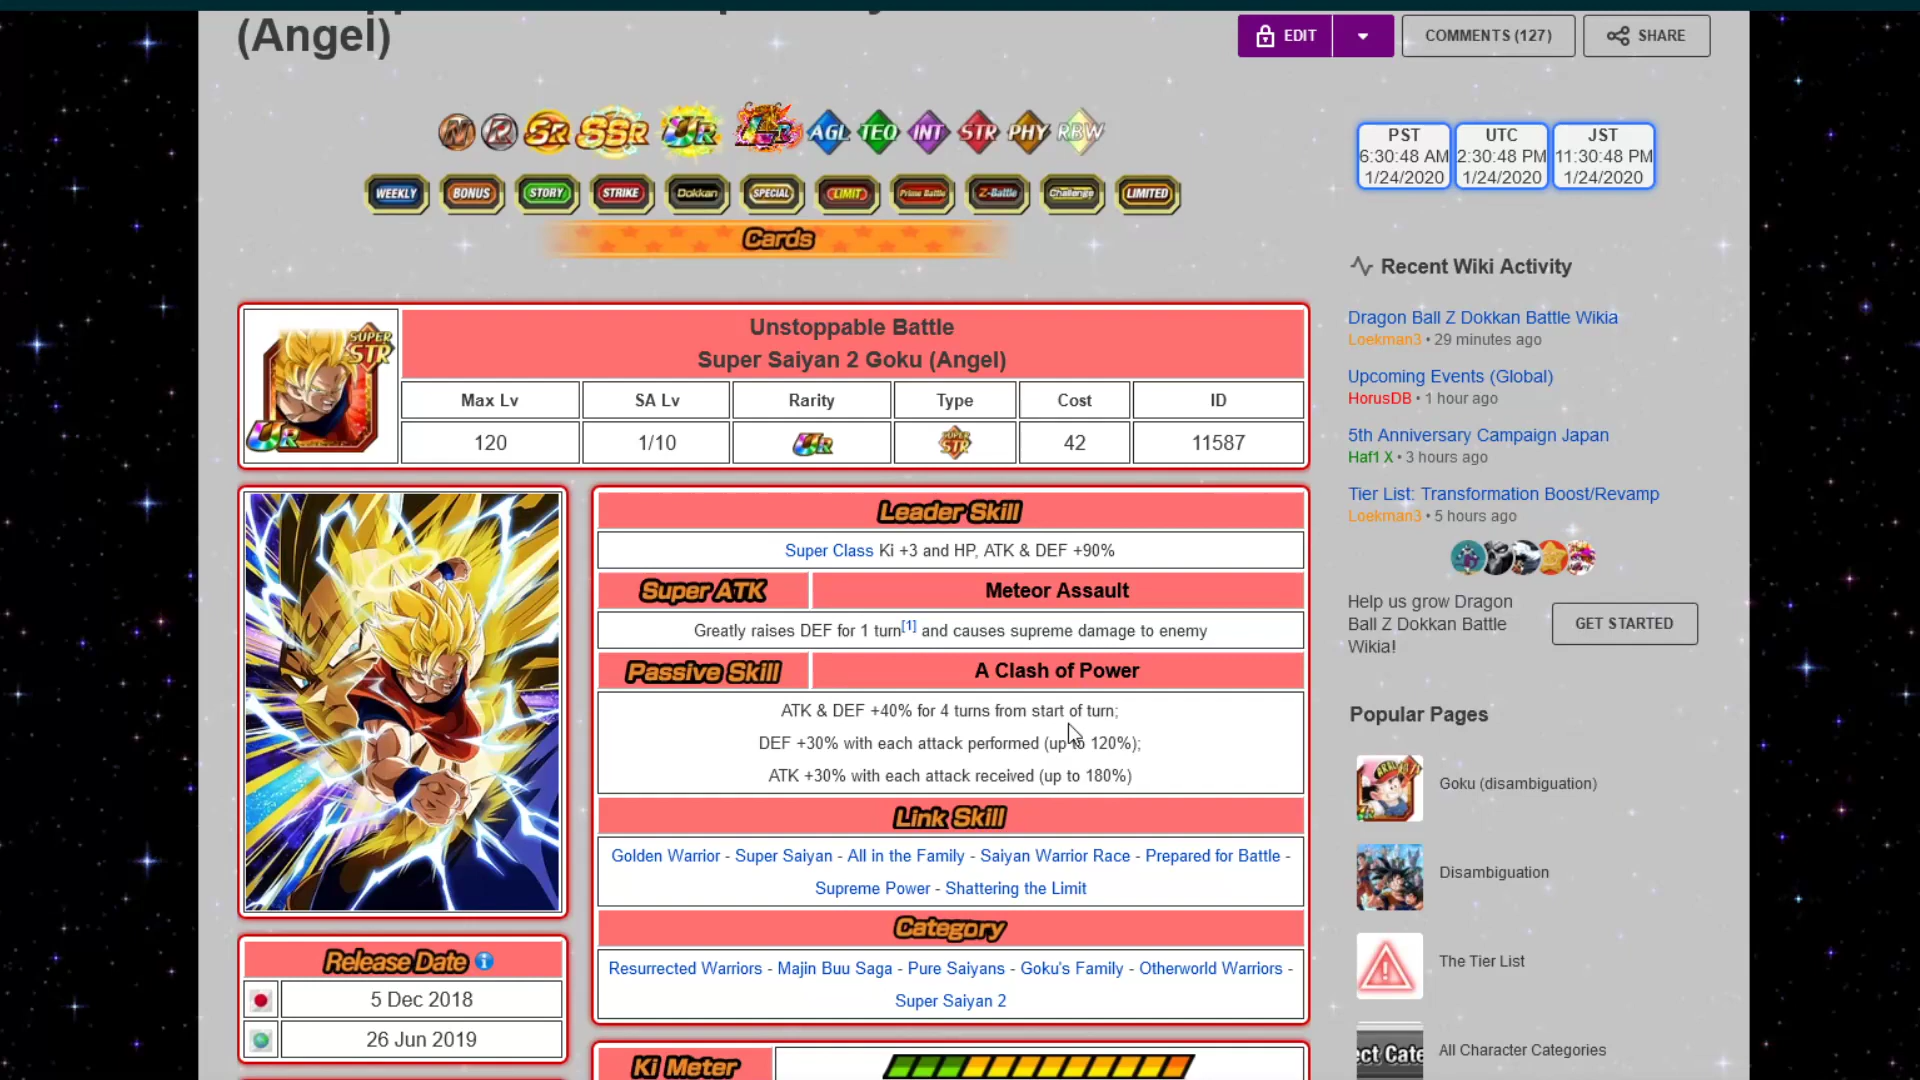 (Angel)
EDIT
COMMENTS (127)
SHARE
N R SR SSR UR LR AGL TEQ INT STR PHY RBW
WEEKLY BONUS STORY STRIKE Dokkan SPECIAL LIMIT Prime Battle Z-Battle Challenge LIMITED
Cards
PST UTC JST
6:30:48 AM 2:30:48 PM 11:30:48 PM
1/24/2020 1/24/2020 1/24/2020
SUPER STR
UR
Unstoppable Battle
Super Saiyan 2 Goku (Angel)
Max Lv SA Lv Rarity Type Cost ID
120 1/10 UR SUPER STR 42 11587
Leader Skill
Super Class Ki +3 and HP, ATK & DEF +90%
Super ATK Meteor Assault
Greatly raises DEF for 1 turn[1] and causes supreme damage to enemy
Passive Skill A Clash of Power
ATK & DEF +40% for 4 turns from start of turn;
DEF +30% with each attack performed (up to 120%);
ATK +30% with each attack received (up to 180%)
Link Skill
Golden Warrior - Super Saiyan - All in the Family - Saiyan Warrior Race - Prepared for Battle -
Supreme Power - Shattering the Limit
Category
Resurrected Warriors - Majin Buu Saga - Pure Saiyans - Goku's Family - Otherworld Warriors -
Super Saiyan 2
Ki Meter
Release Date i
5 Dec 2018
26 Jun 2019
Recent Wiki Activity
Dragon Ball Z Dokkan Battle Wikia
Loekman3 • 29 minutes ago
Upcoming Events (Global)
HorusDB • 1 hour ago
5th Anniversary Campaign Japan
Haf1 X • 3 hours ago
Tier List: Transformation Boost/Revamp
Loekman3 • 5 hours ago
Help us grow Dragon
Ball Z Dokkan Battle
Wikia!
GET STARTED
Popular Pages
Goku (disambiguation)
Disambiguation
The Tier List
All Character Categories